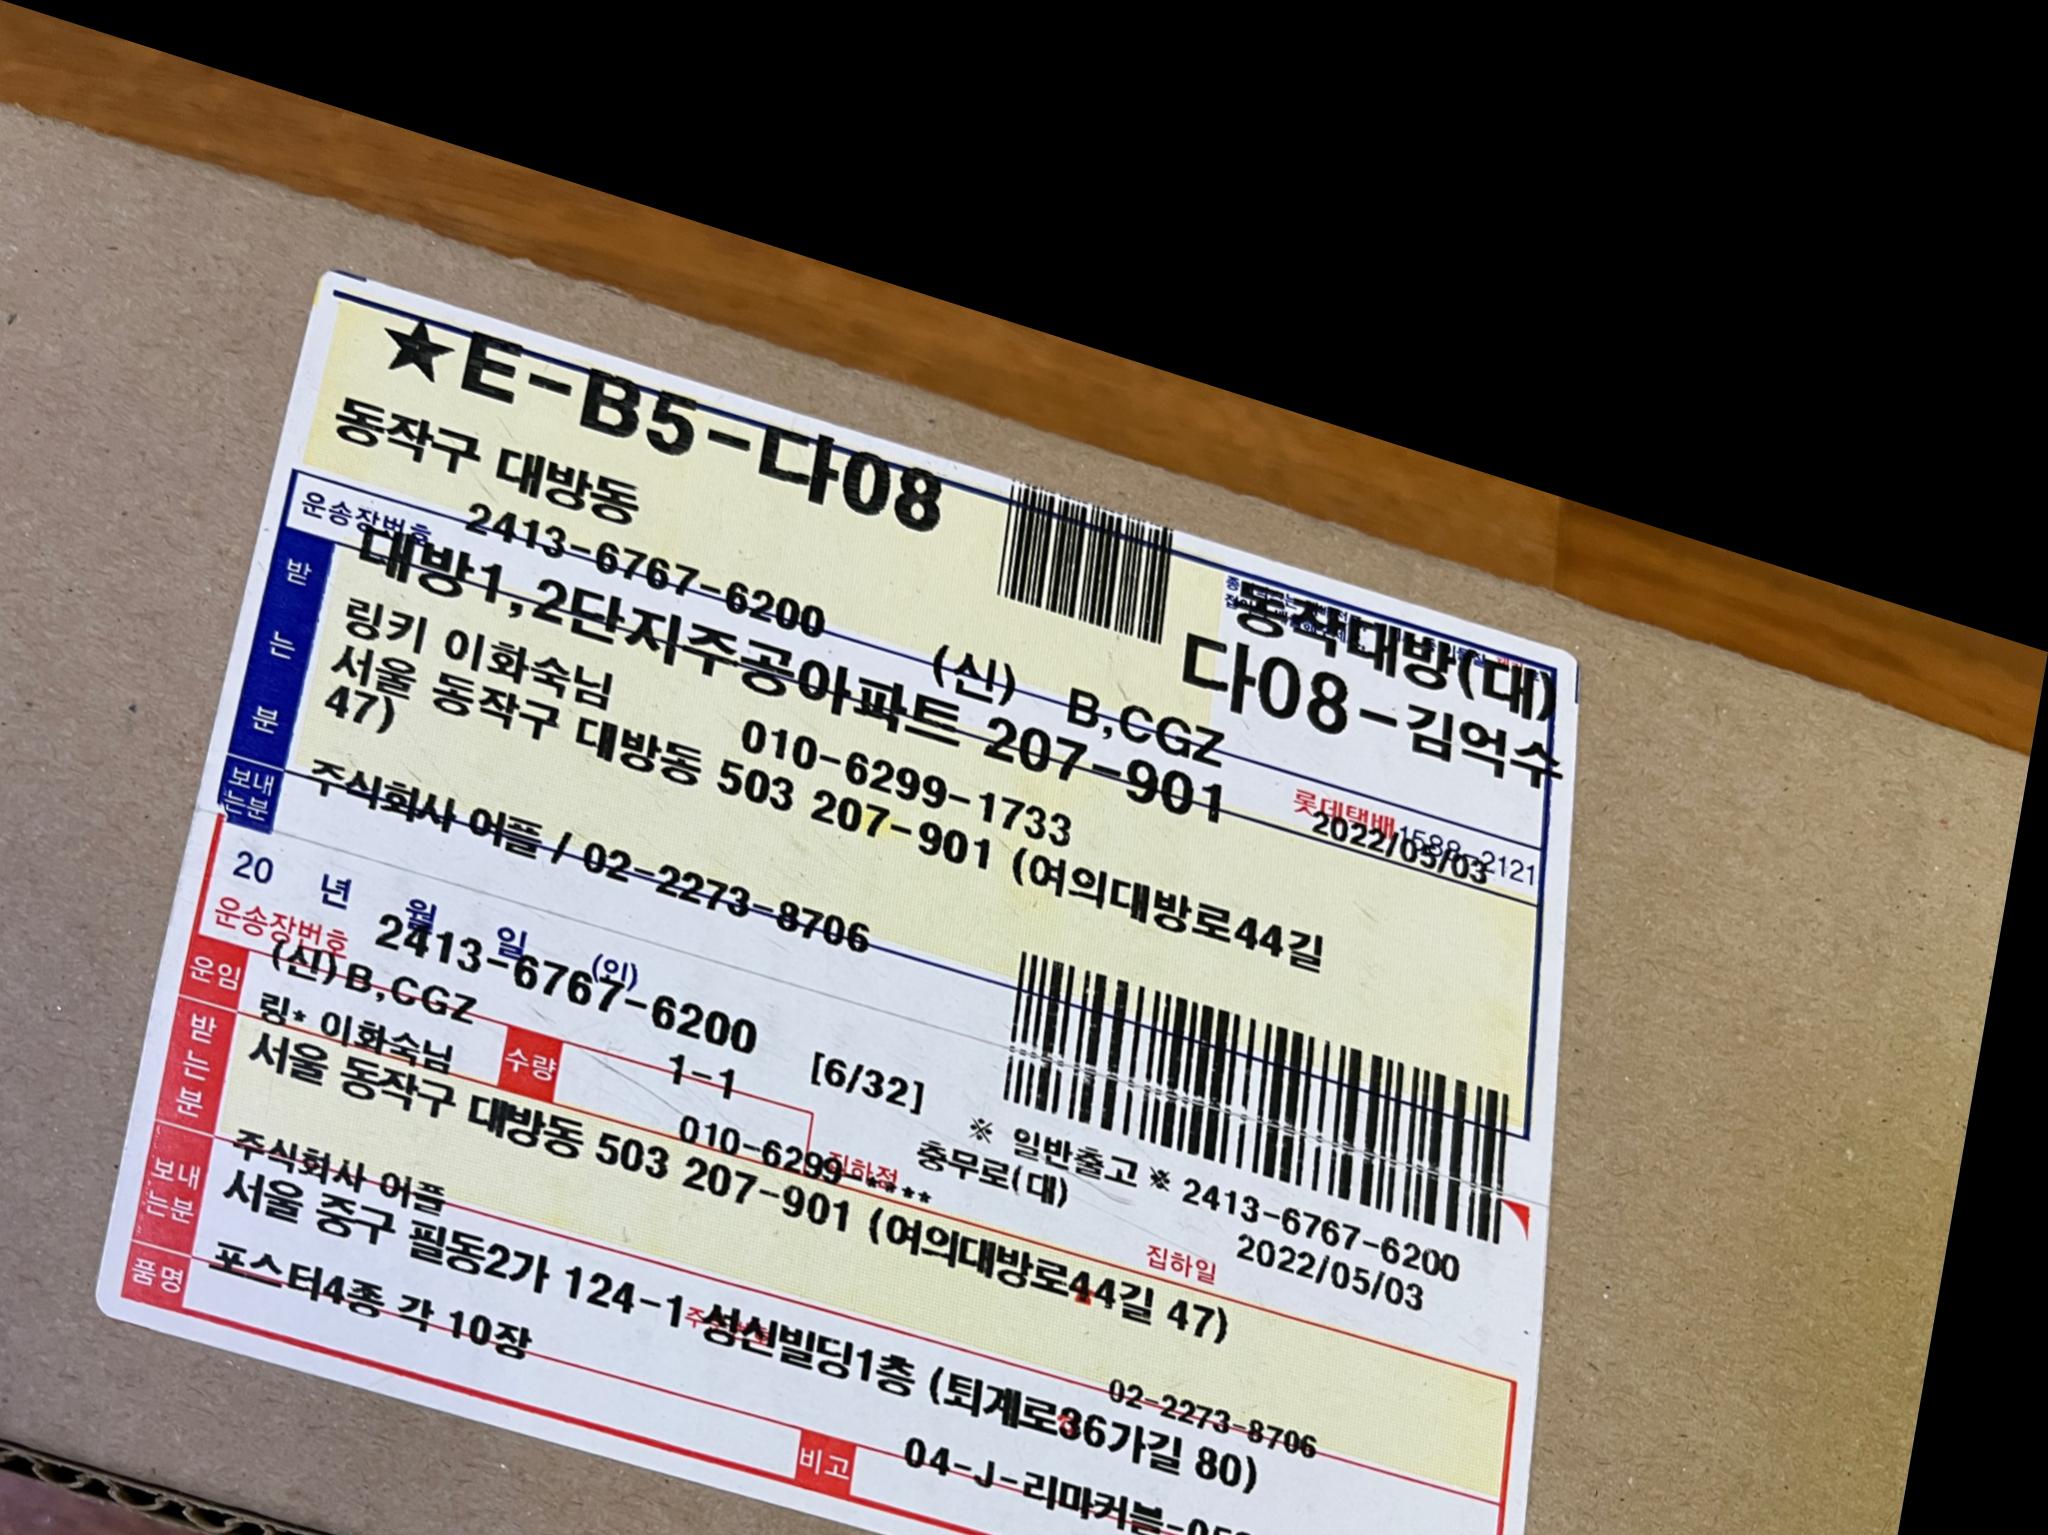 ★E-B5-다08
동작구 대방동
운송장번호 2413-6767-6200
동작대방(대)
다08-김억수
(신) B,CGZ
받는분
대방1,2단지주공아파트 207-901
링키 이화숙님 010-6299-1733
서울 동작구 대방동 503 207-901 (여의대방로44길
47)
롯데택배 1588-2121
2022/05/03
보내는분
주식회사 어플 / 02-2273-8706
20 년 월 일 (인)
운송장번호 2413-6767-6200 [6/32]
운임 (신)B,CGZ 수량 1-1
※ 일반출고 ※ 2413-6767-6200
집하점 충무로(대)
집하일 2022/05/03
받는분
링* 이화숙님 010-6299-****
서울 동작구 대방동 503 207-901 (여의대방로44길 47)
보내는분
주식회사 어플 02-2273-8706
서울 중구 필동2가 124-1 성신빌딩1층 (퇴계로36가길 80)
품명 포스터4종 각 10장
비고 04-J-리마커블